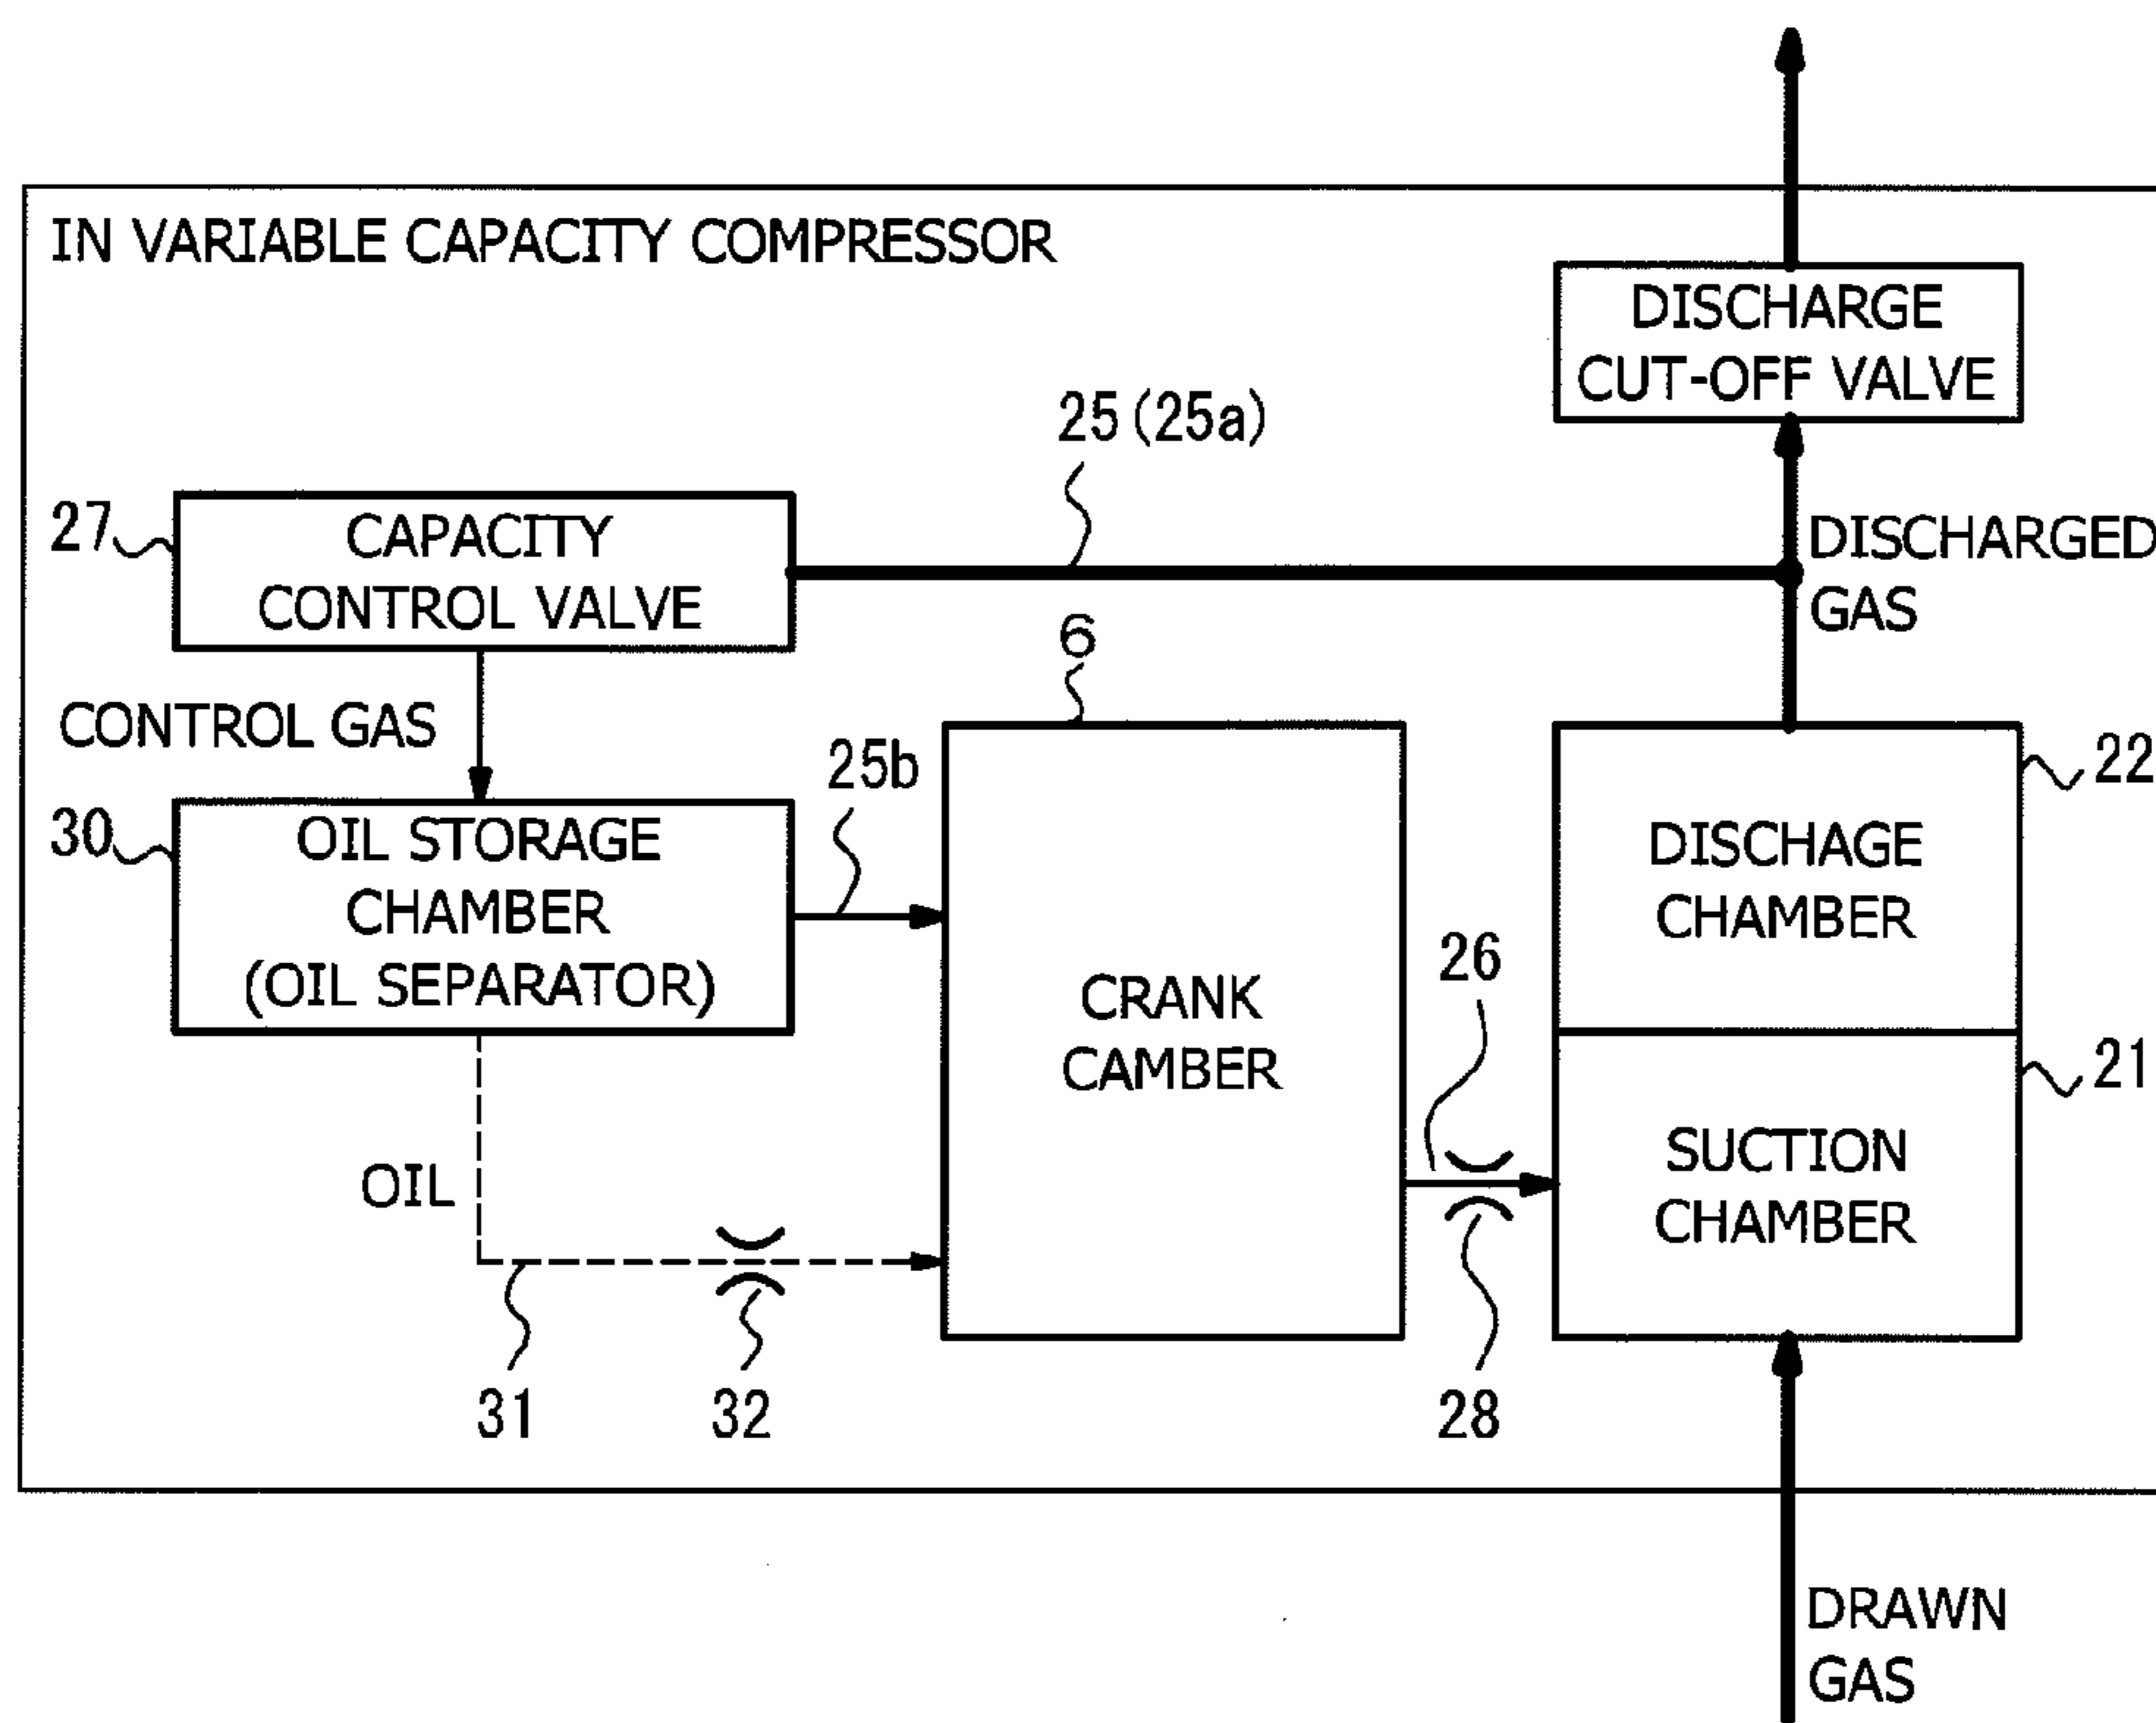 IN VARIABLE CAPACITY COMPRESSOR
DISCHARGE
CUT-OFF VALVE
25 (25a)
27
CAPACITY
CONTROL VALVE
DISCHARGED
GAS
6
CONTROL GAS
25b
22
30
OIL STORAGE
CHAMBER
(OIL SEPARATOR)
DISCHAGE
CHAMBER
26
CRANK
CAMBER
21
OIL
SUCTION
CHAMBER
31
32
28
DRAWN
GAS